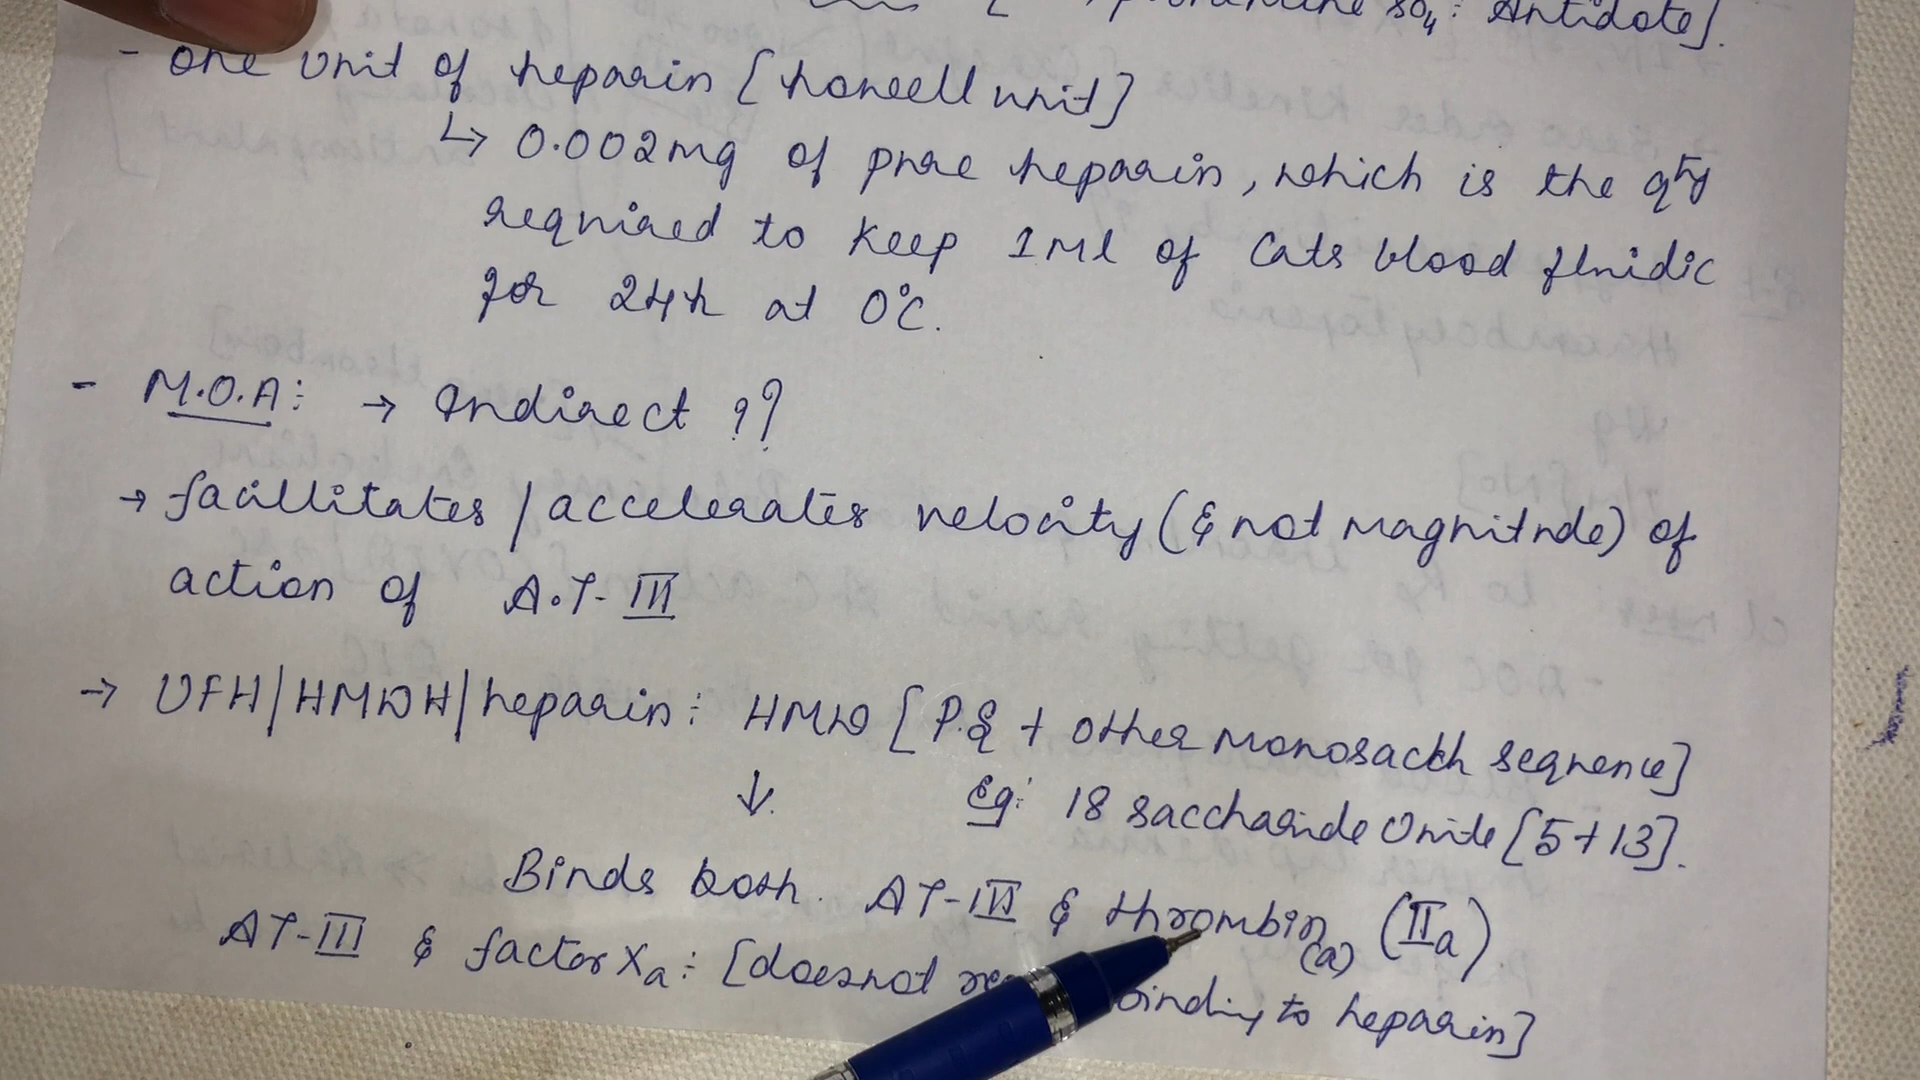 SO4: Antidote].
- One Unit of heparin [howell unit]
↳ 0.002mg of pure heparin, which is the qty
required to keep 1Ml of Cats blood fluidic
for 24h at 0°C.
- M.O.A: → Indirect ??
→ facillitates / accelerates velocity (& not magnitude) of
action of A.T-III
→ UFH/HMWH/heparin: HMW [P.S + other monosacch sequence]
↓ Eg: 18 saccharide Units [5+13].
Binds both. AT-III & thrombin(a) (IIa).
AT-III & factor Xa: [doesnot binding to heparin]